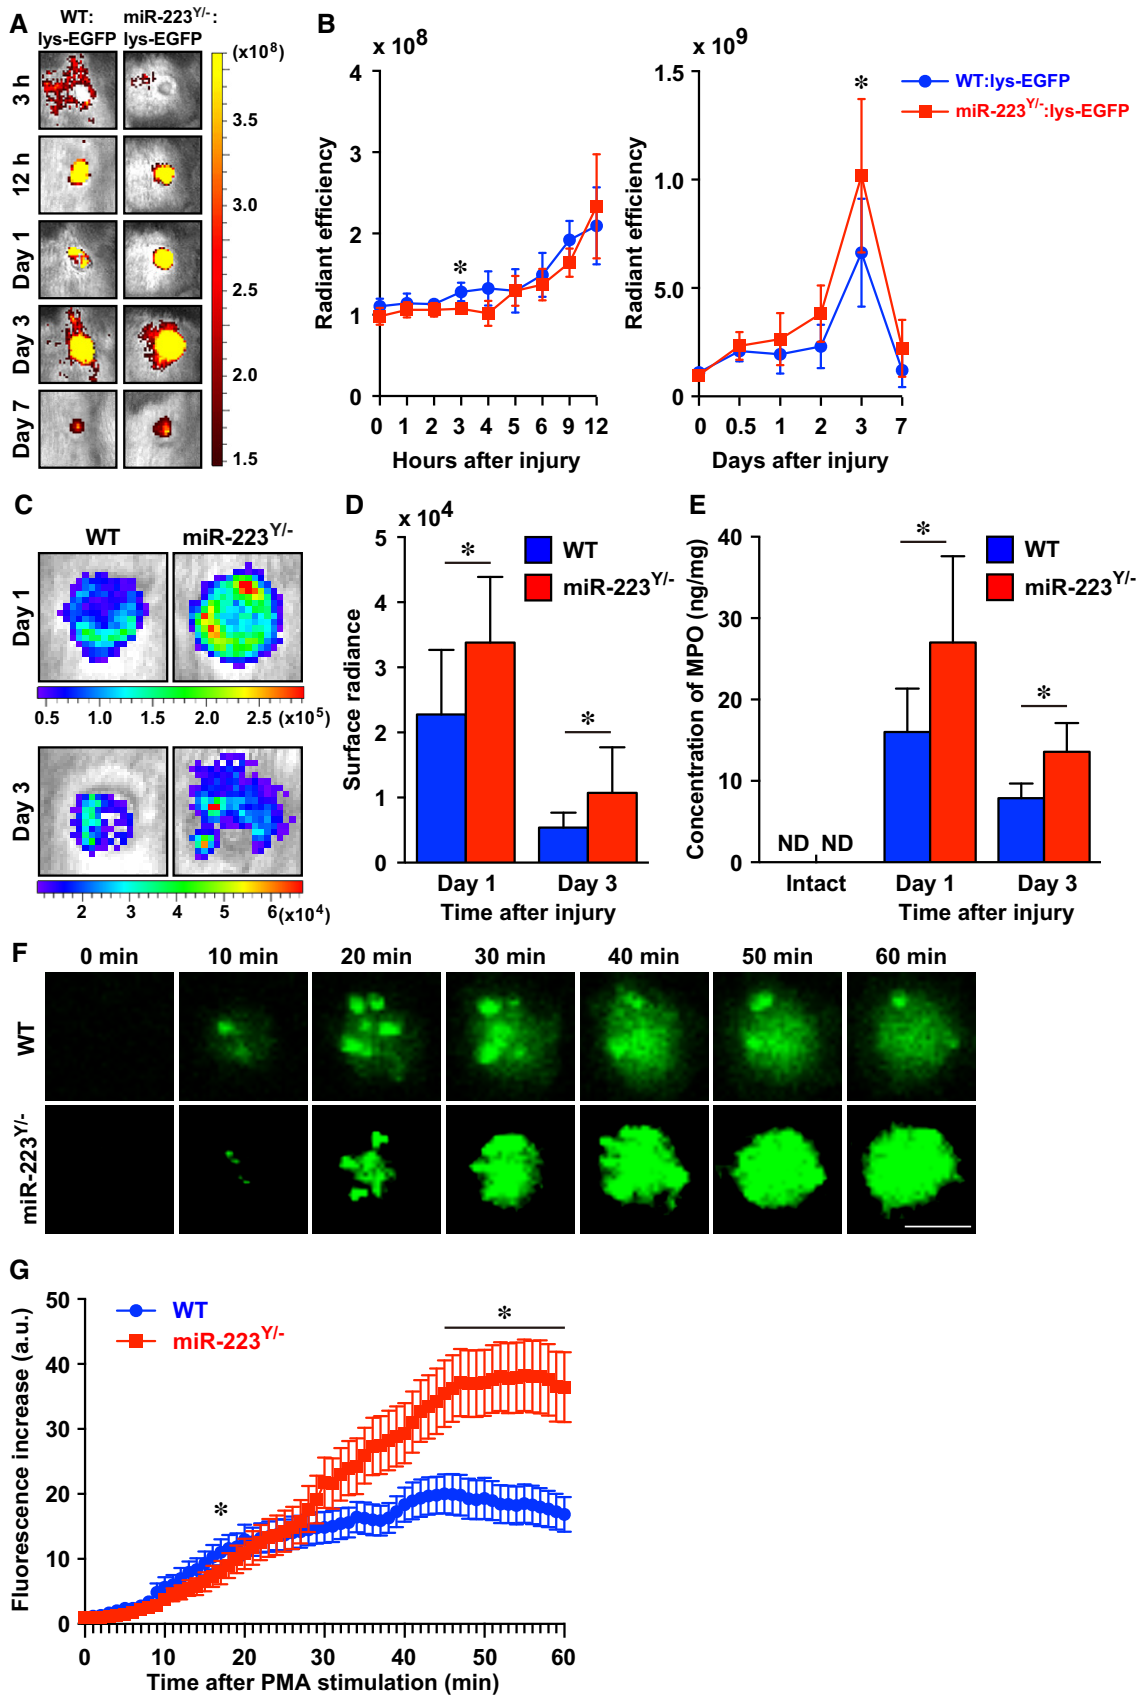 A
WT: lys-EGFP
miR-223Y/-: lys-EGFP
3 h
12 h
Day 1
Day 3
Day 7
(x10⁸)
3.5
3.0
2.5
2.0
1.5
B
x 10⁸
4
3
2
1
0
Radiant efficiency
0 1 2 3 4 5 6 9 12
Hours after injury
*
x 10⁹
1.5
1.0
5.0
0
Radiant efficiency
0 0.5 1 2 3 7
Days after injury
*
WT:lys-EGFP
miR-223Y/-:lys-EGFP
C
WT
miR-223Y/-
Day 1
0.5 1.0 1.5 2.0 2.5 (x10⁵)
Day 3
2 3 4 5 6 (x10⁴)
D
x 10⁴
5
4
3
2
1
0
Surface radiance
*
*
WT
miR-223Y/-
Day 1
Day 3
Time after injury
E
40
30
20
10
0
Concentration of MPO (ng/mg)
ND ND
*
*
WT
miR-223Y/-
Intact
Day 1
Day 3
Time after injury
F
0 min 10 min 20 min 30 min 40 min 50 min 60 min
WT
miR-223Y/-
G
50
40
30
20
10
0
Fluorescence increase (a.u.)
WT
miR-223Y/-
*
*
0 10 20 30 40 50 60
Time after PMA stimulation (min)